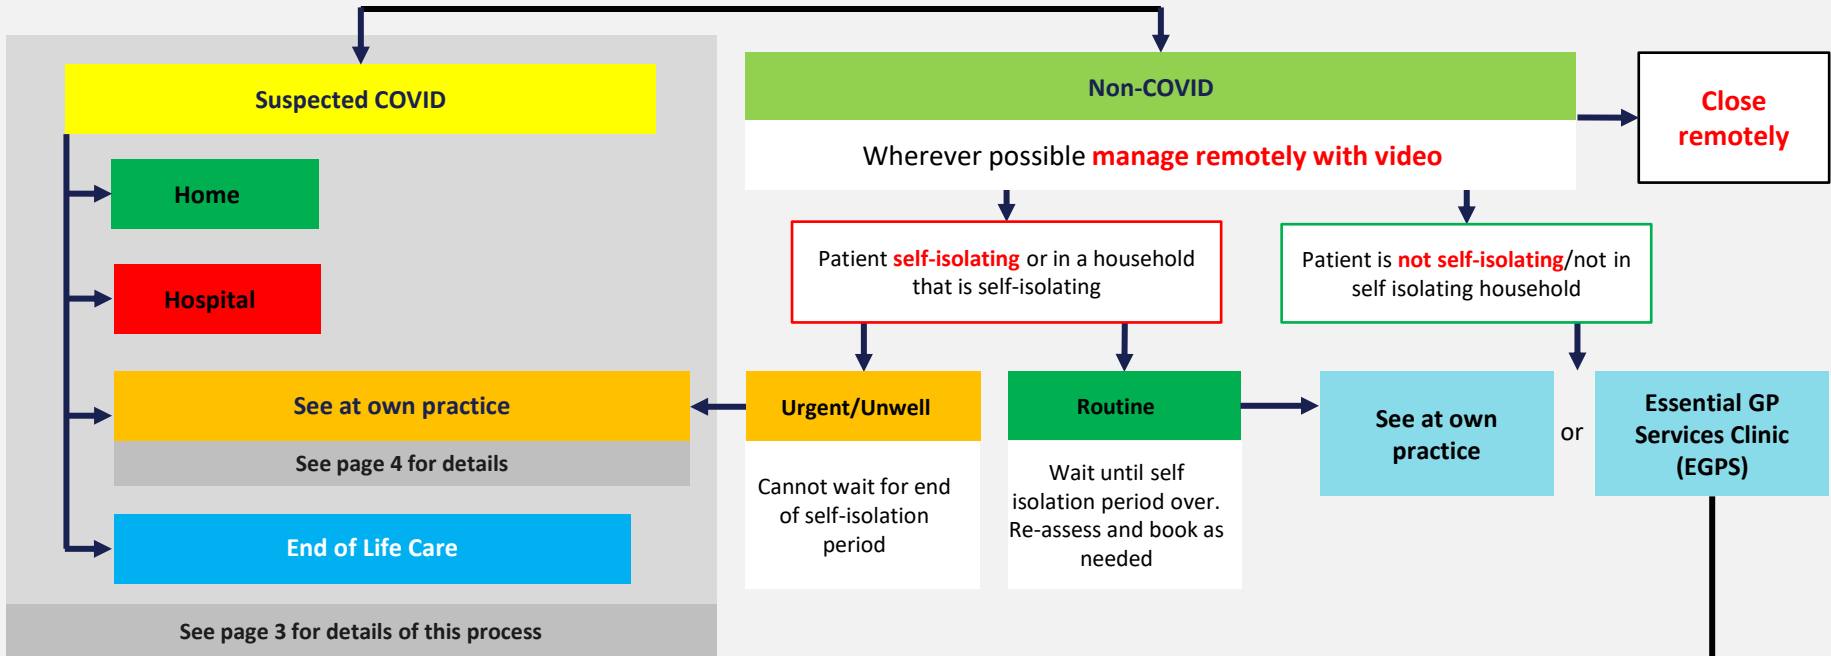 Suspected COVID
Home
Hospital
See at own practice
See page 4 for details
End of Life Care
See page 3 for details of this process
Non-COVID
Wherever possible manage remotely with video
Close
remotely
Patient self-isolating or in a household
that is self-isolating
Patient is not self-isolating/not in
self isolating household
Urgent/Unwell
Cannot wait for end
of self-isolation
period
Routine
Wait until self
isolation period over.
Re-assess and book as
needed
See at own
practice
or
Essential GP
Services Clinic
(EGPS)